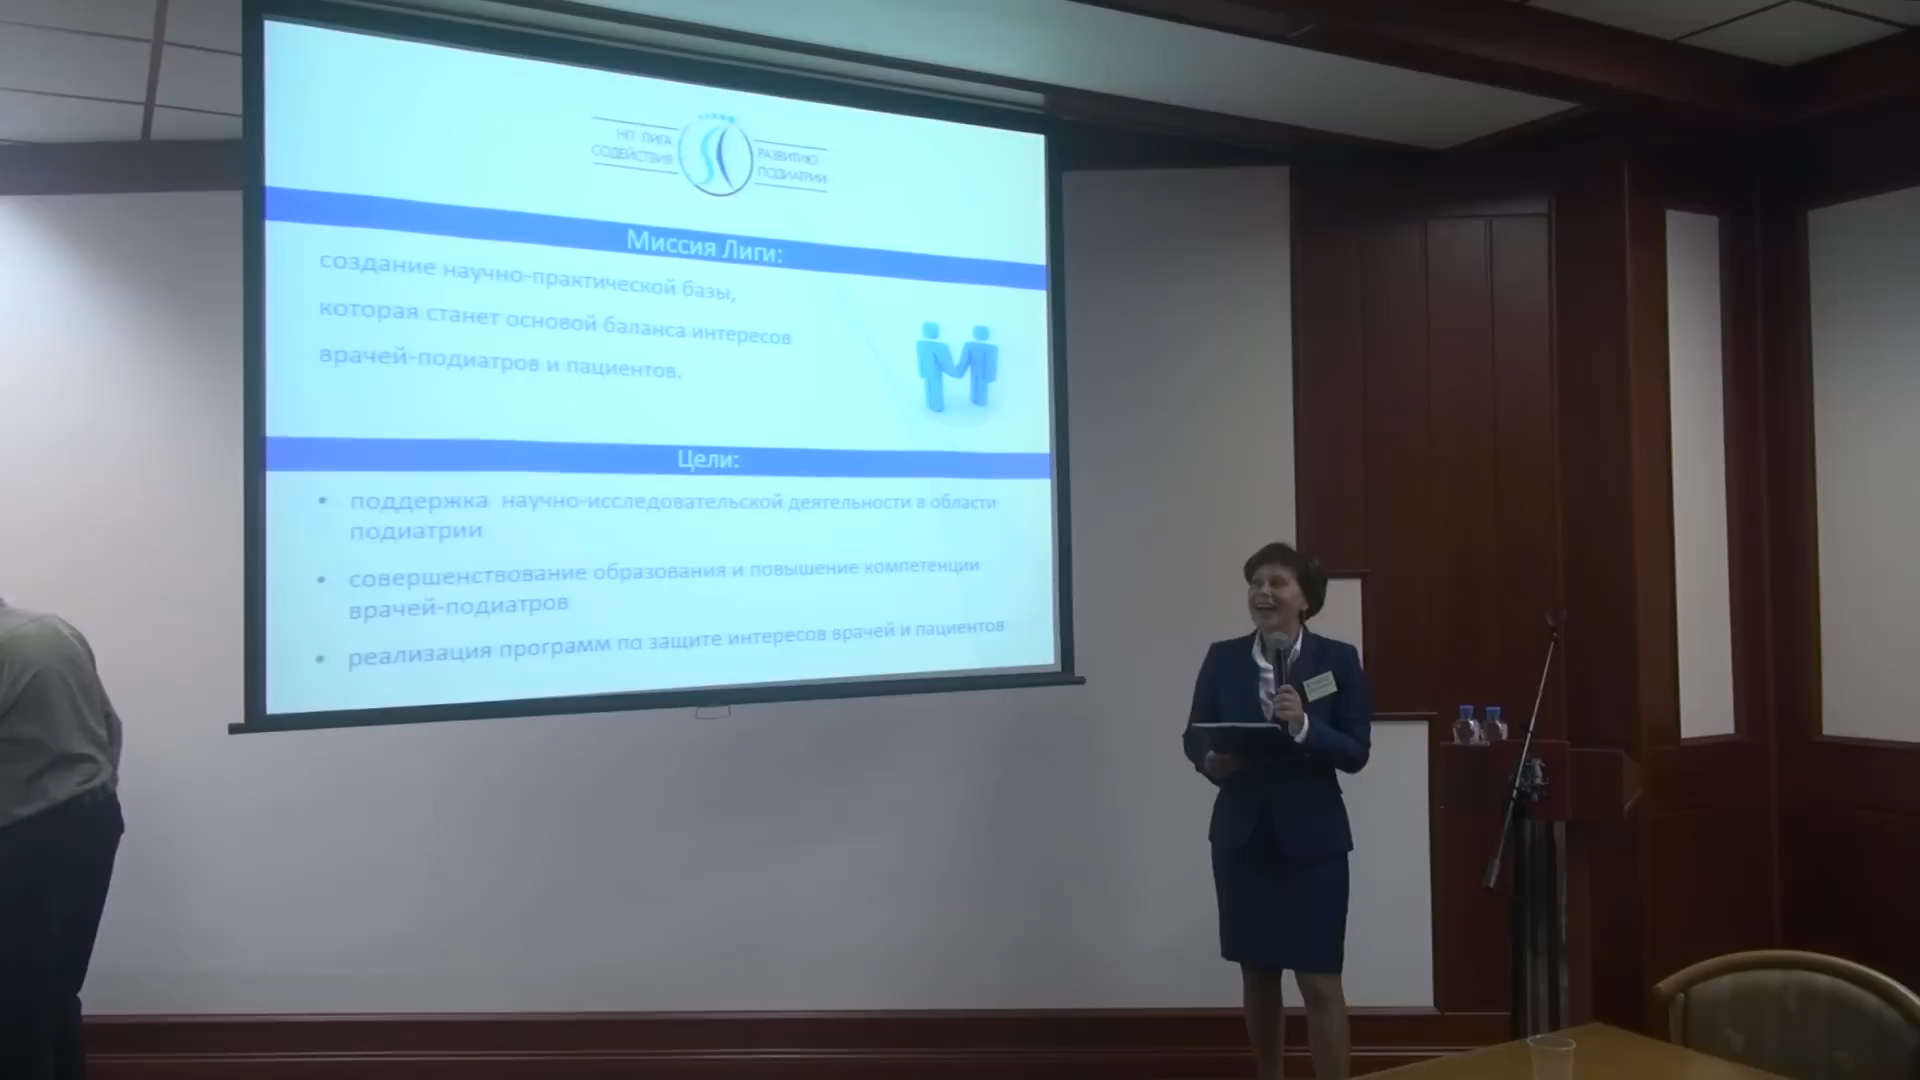 НП ЛИГА
СОДЕЙСТВИЯ
РАЗВИТИЮ
ПОДИАТРИИ
Миссия Лиги:
создание научно-практической базы,
которая станет основой баланса интересов
врачей-подиатров и пациентов.
Цели:
• поддержка научно-исследовательской деятельности в области
подиатрии
• совершенствование образования и повышение компетенции
врачей-подиатров
• реализация программ по защите интересов врачей и пациентов